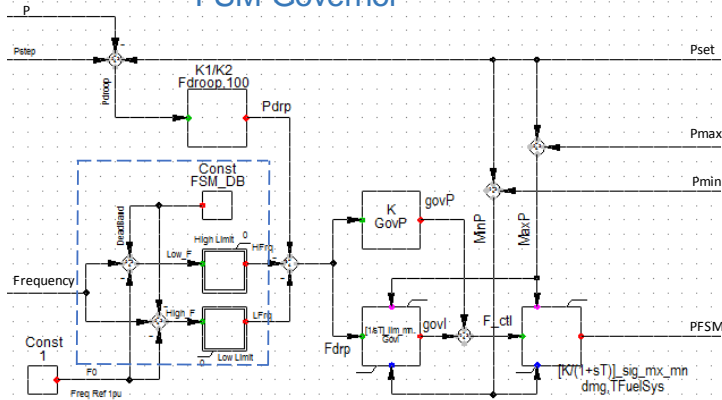 FSM Governor
P
Pstep
Pset
K1/K2
Fdroop,100
Pdroop
Pdrp
Pmax
Pmin
Const
FSM_DB
DeadBand
High Limit
0
HFrq
Low_F
K
GovP
govP
MinP
MaxP
Frequency
High_F
LFrq
0
Low Limit
Fdrp
govI
F_ctl
PFSM
GovI
Const
1
F0
Freq Ref 1pu
[K/(1+sT)]_sig_mx_mn
dmg,TFuelSys